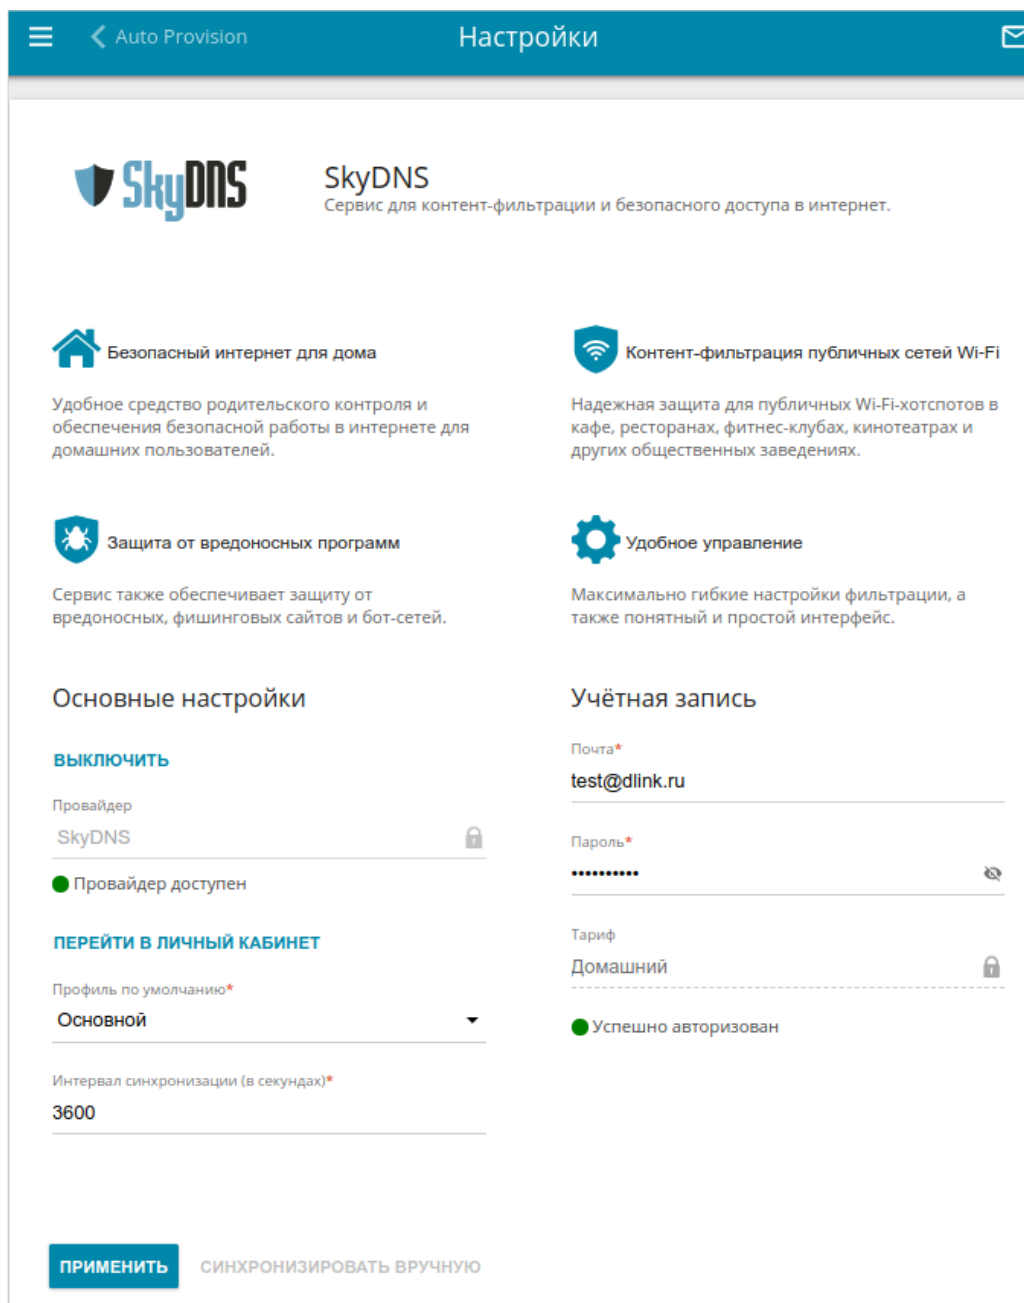 Auto Provision
Настройки
SkyDNS
SkyDNS
Сервис для контент-фильтрации и безопасного доступа в интернет.
Безопасный интернет для дома
Удобное средство родительского контроля и
обеспечения безопасной работы в интернете для
домашних пользователей.
Контент-фильтрация публичных сетей Wi-Fi
Надежная защита для публичных Wi-Fi-хотспотов в
кафе, ресторанах, фитнес-клубах, кинотеатрах и
других общественных заведениях.
Защита от вредоносных программ
Сервис также обеспечивает защиту от
вредоносных, фишинговых сайтов и бот-сетей.
Удобное управление
Максимально гибкие настройки фильтрации, а
также понятный и простой интерфейс.
Основные настройки
ВЫКЛЮЧИТЬ
Провайдер
SkyDNS
Провайдер доступен
ПЕРЕЙТИ В ЛИЧНЫЙ КАБИНЕТ
Профиль по умолчанию*
Основной
Интервал синхронизации (в секундах)*
3600
Учётная запись
Почта*
test@dlink.ru
Пароль*
••••••••••
Тариф
Домашний
Успешно авторизован
ПРИМЕНИТЬ
СИНХРОНИЗИРОВАТЬ ВРУЧНУЮ